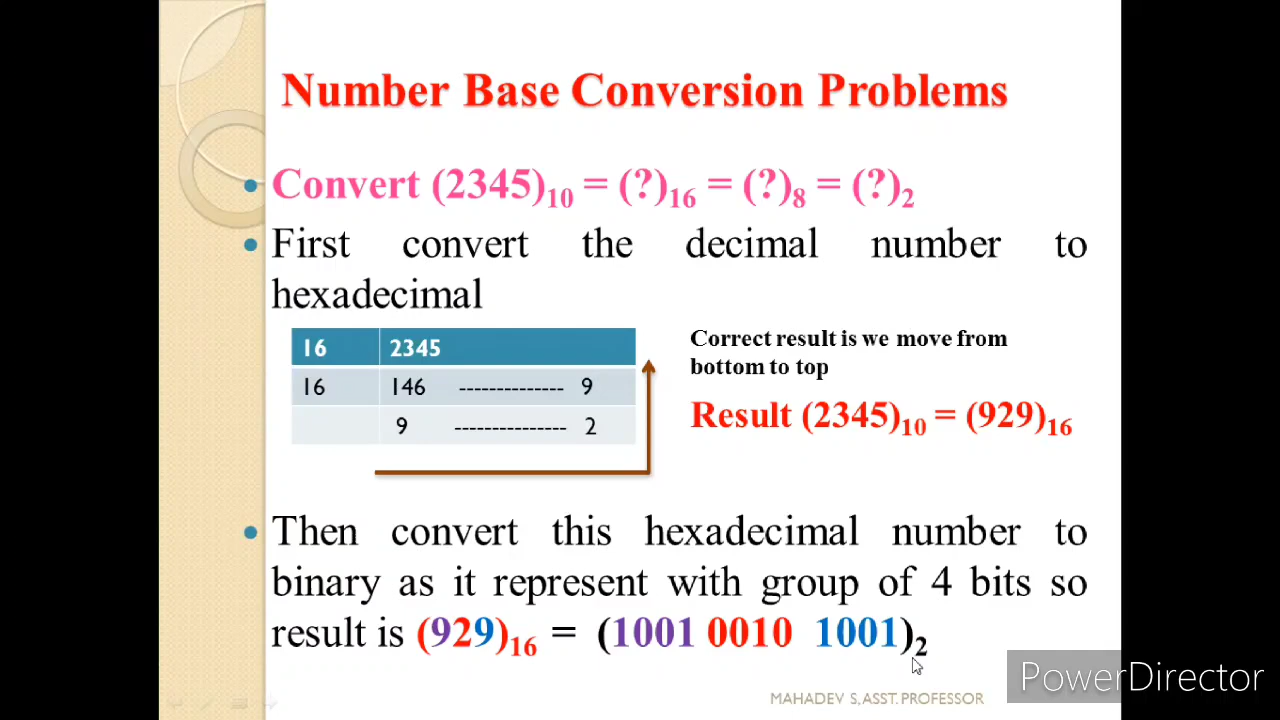 Number Base Conversion Problems
• Convert (2345)₁₀ = (?)₁₆ = (?)₈ = (?)₂
• First convert the decimal number to
hexadecimal
16 2345
16 146 -------------- 9
9 --------------- 2
Correct result is we move from
bottom to top
Result (2345)₁₀ = (929)₁₆
• Then convert this hexadecimal number to
binary as it represent with group of 4 bits so
result is (929)₁₆ = (1001 0010 1001)₂
MAHADEV S, ASST. PROFESSOR
PowerDirector